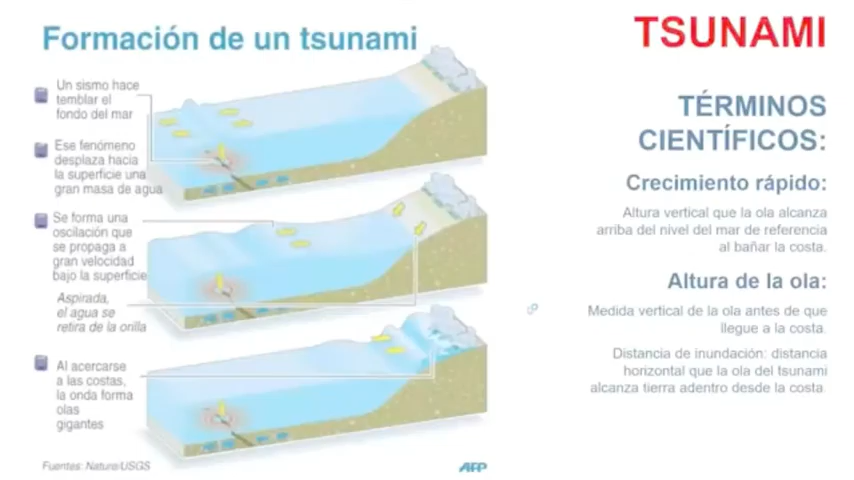 Formación de un tsunami
Un sismo hace
temblar el
fondo del mar
Ese fenómeno
desplaza hacia
la superficie una
gran masa de agua
Se forma una
oscilación que
se propaga a
gran velocidad
bajo la superficie
Aspirada,
el agua se
retira de la orilla
Al acercarse
a las costas,
la onda forma
olas
gigantes
Fuentes: Natura/USGS
AFP
TSUNAMI
TÉRMINOS
CIENTÍFICOS:
Crecimiento rápido:
Altura vertical que la ola alcanza
arriba del nivel del mar de referencia
al bañar la costa.
Altura de la ola:
Medida vertical de la ola antes de que
llegue a la costa.
Distancia de inundación: distancia
horizontal que la ola del tsunami
alcanza tierra adentro desde la costa.